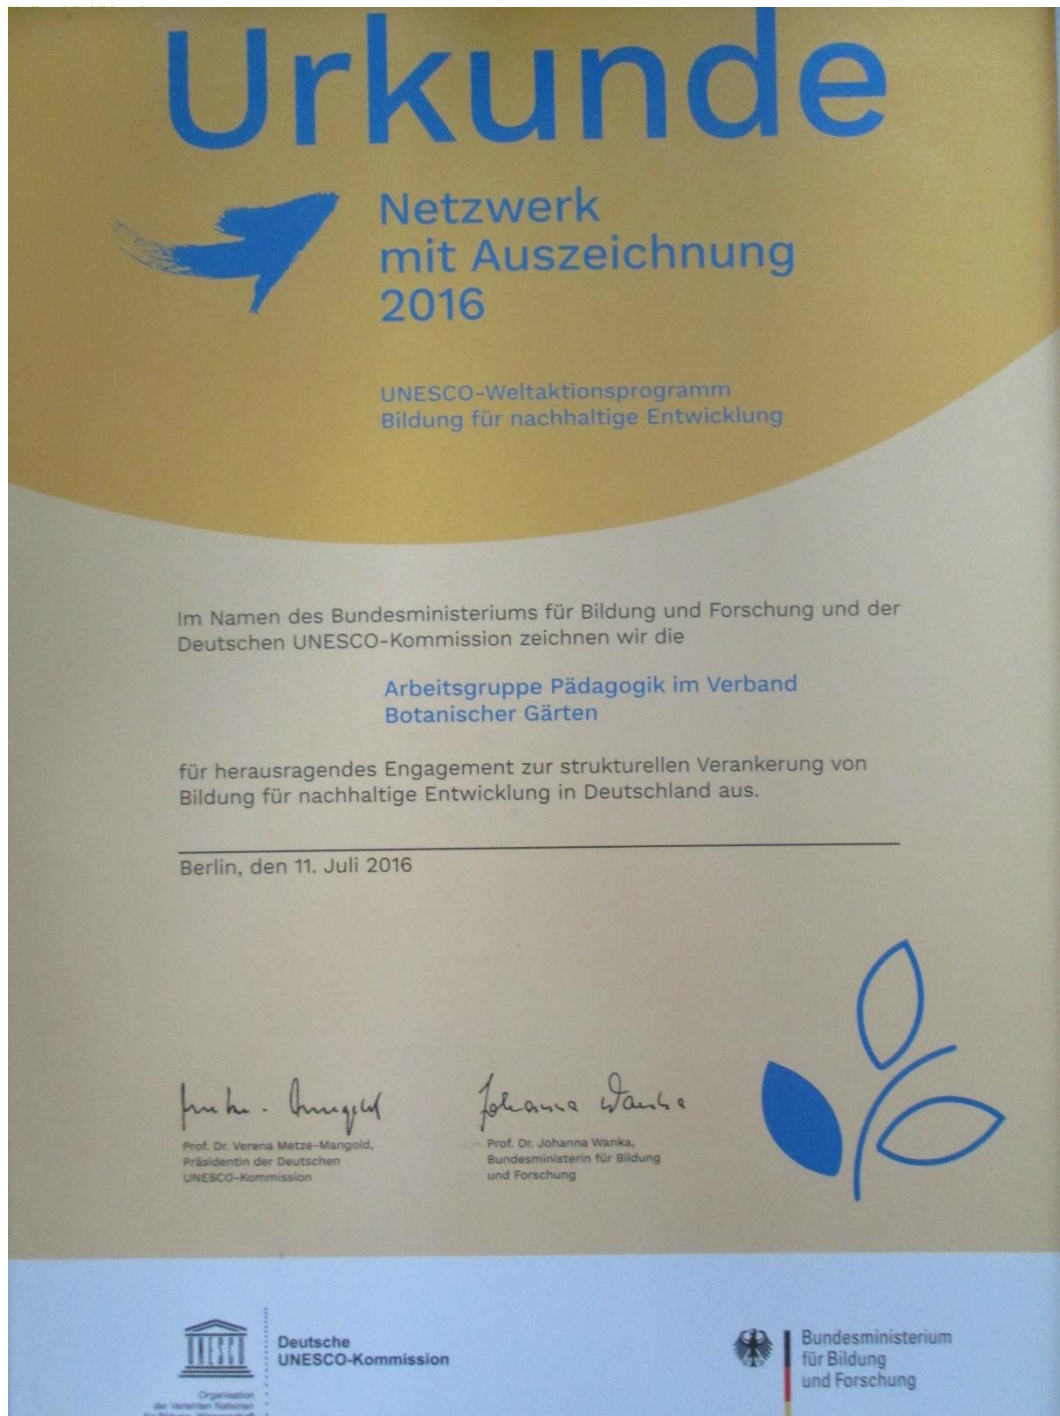 Urkunde
Netzwerk
mit Auszeichnung
2016
UNESCO-Weltaktionsprogramm
Bildung für nachhaltige Entwicklung
Im Namen des Bundesministeriums für Bildung und Forschung und der
Deutschen UNESCO-Kommission zeichnen wir die
Arbeitsgruppe Pädagogik im Verband
Botanischer Gärten
für herausragendes Engagement zur strukturellen Verankerung von
Bildung für nachhaltige Entwicklung in Deutschland aus.
Berlin, den 11. Juli 2016
Johanna Wanka
Prof. Dr. Verena Metze-Mangold,
Präsidentin der Deutschen
UNESCO-Kommission
Prof. Dr. Johanna Wanka,
Bundesministerin für Bildung
und Forschung
UNESCO
Deutsche
UNESCO-Kommission
Organisation
der Vereinten Nationen
Bundesministerium
für Bildung
und Forschung